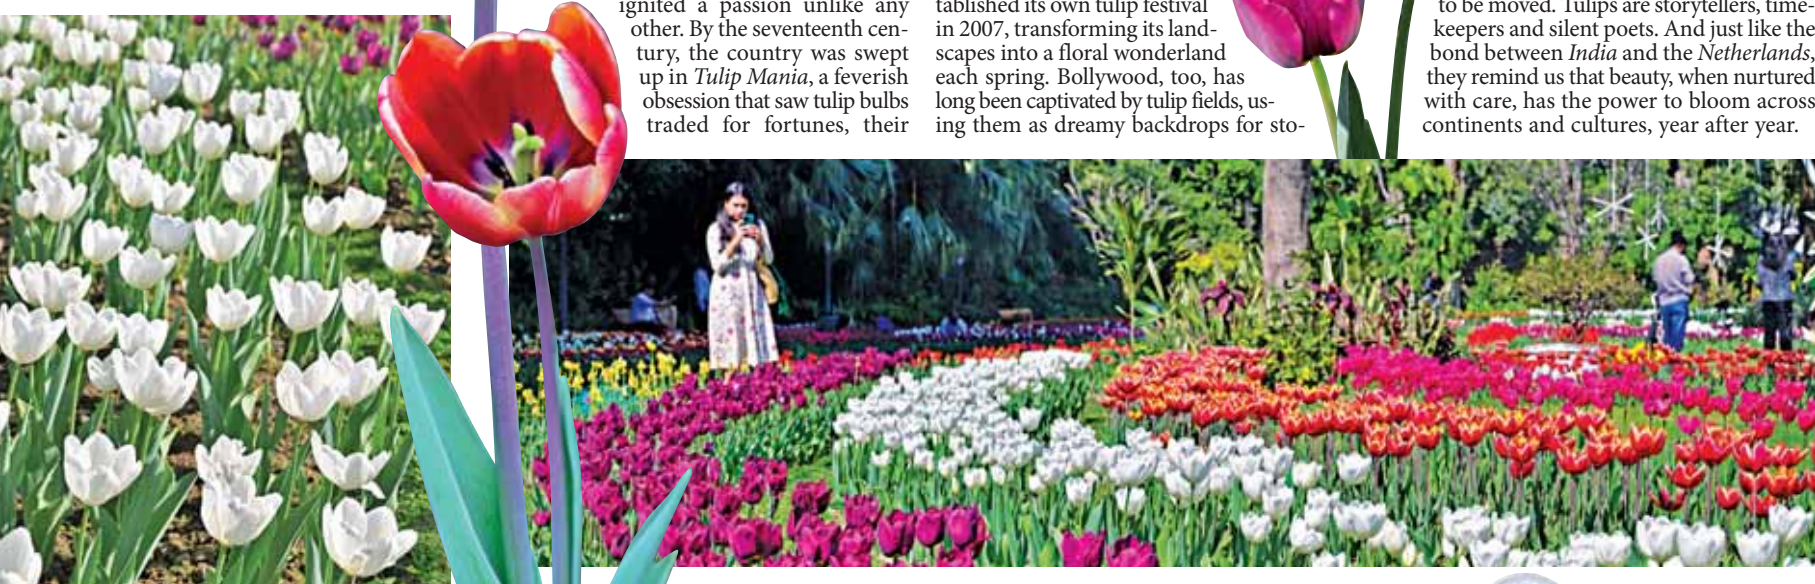 ignited a passion unlike any
other. By the seventeenth cen-
tury, the country was swept
up in Tulip Mania, a feverish
obsession that saw tulip bulbs
traded for fortunes, their
tablished its own tulip festival
in 2007, transforming its land-
scapes into a floral wonderland
each spring. Bollywood, too, has
long been captivated by tulip fields, us-
ing them as dreamy backdrops for sto-
to be moved. Tulips are storytellers, time-
keepers and silent poets. And just like the
bond between India and the Netherlands,
they remind us that beauty, when nurtured
with care, has the power to bloom across
continents and cultures, year after year.